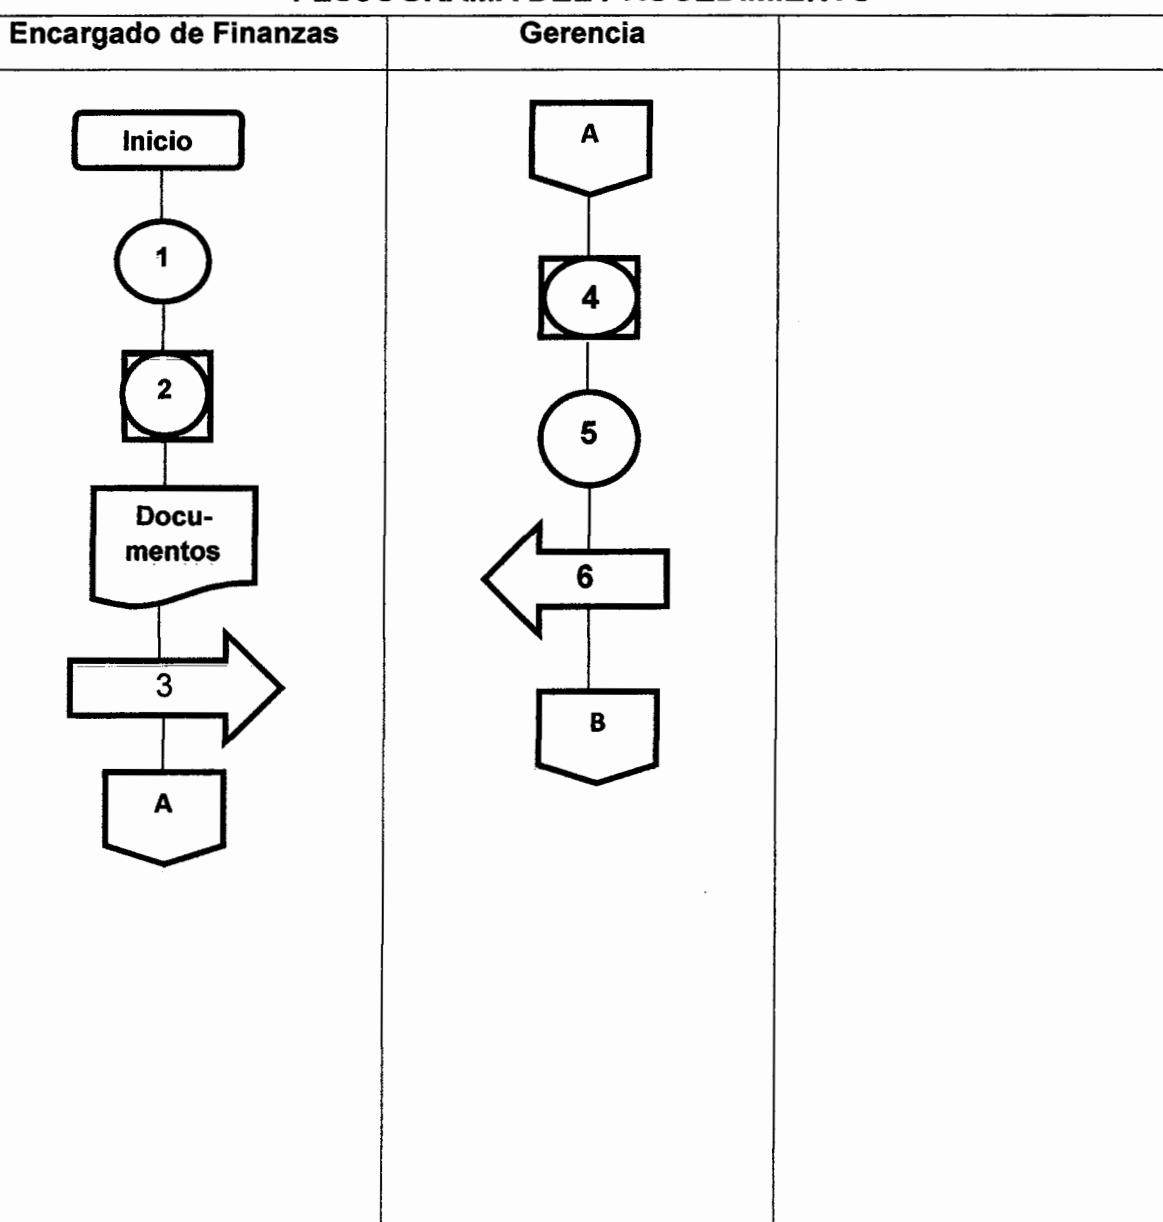 Encargado de Finanzas
Gerencia
Inicio
1
2
Docu-
mentos
3
A
A
4
5
6
B